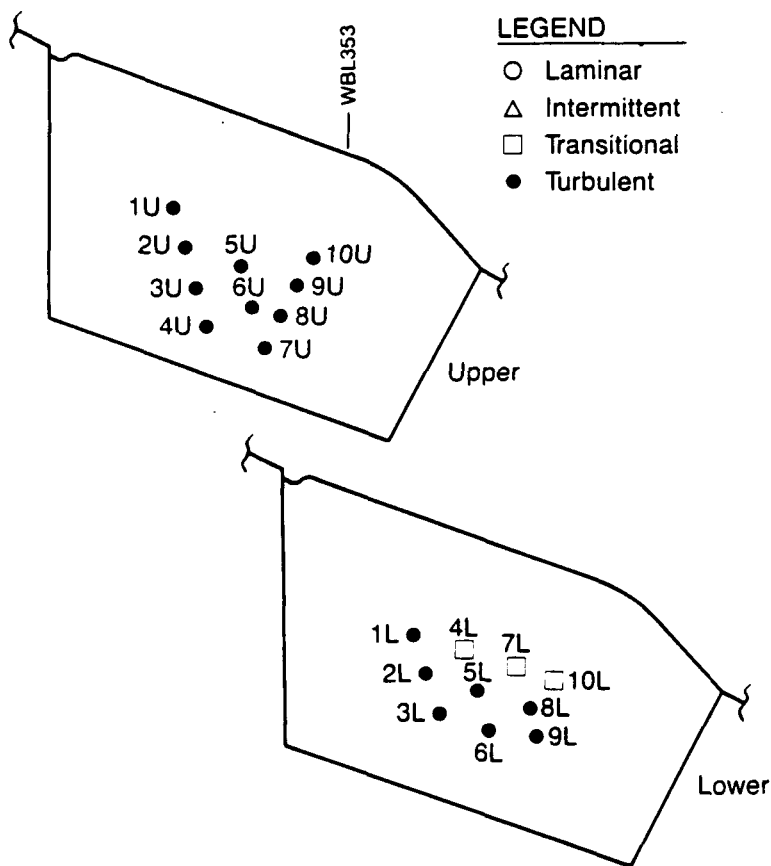 WBL353
LEGEND
Laminar
Intermittent
Transitional
Turbulent
1U
2U
5U
10U
3U
6U
9U
4U
8U
7U
Upper
1L
4L
7L
2L
5L
10L
3L
8L
6L
9L
Lower